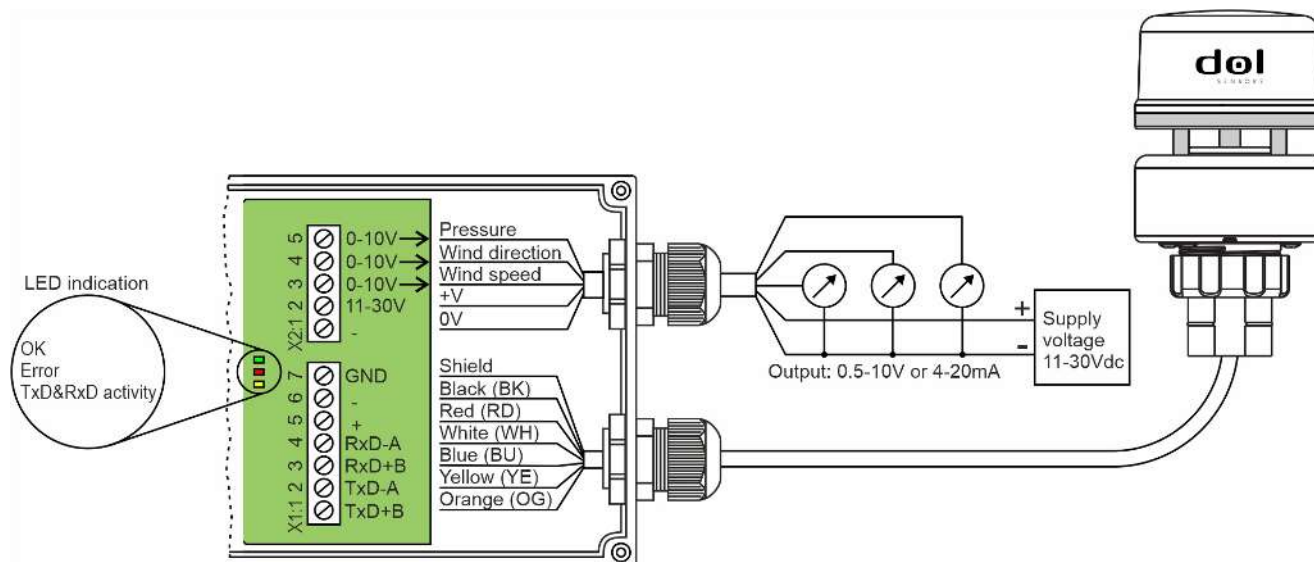 dol
SENSORS
LED indication
OK
Error
TxD&RxD activity
5 0-10V Pressure
4 0-10V Wind direction
3 0-10V Wind speed
2 11-30V +V
X2:1 - 0V
7 GND Shield
6 - Black (BK)
5 + Red (RD)
4 RxD-A White (WH)
3 RxD+B Blue (BU)
2 TxD-A Yellow (YE)
X1:1 TxD+B Orange (OG)
+
-
Supply
voltage
11-30Vdc
Output: 0.5-10V or 4-20mA